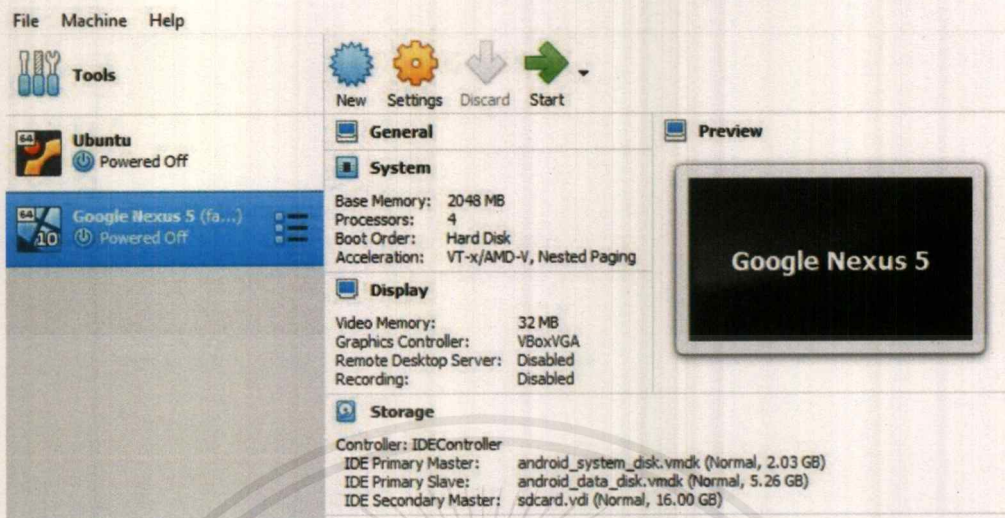 File Machine Help
Tools
New Settings Discard Start
64
Ubuntu
Powered Off
64
10
Google Nexus 5 (fa...)
Powered Off
General
System
Base Memory: 2048 MB
Processors: 4
Boot Order: Hard Disk
Acceleration: VT-x/AMD-V, Nested Paging
Display
Video Memory: 32 MB
Graphics Controller: VBoxVGA
Remote Desktop Server: Disabled
Recording: Disabled
Storage
Controller: IDEController
IDE Primary Master: android_system_disk.vmdk (Normal, 2.03 GB)
IDE Primary Slave: android_data_disk.vmdk (Normal, 5.26 GB)
IDE Secondary Master: sdcard.vdi (Normal, 16.00 GB)
Preview
Google Nexus 5